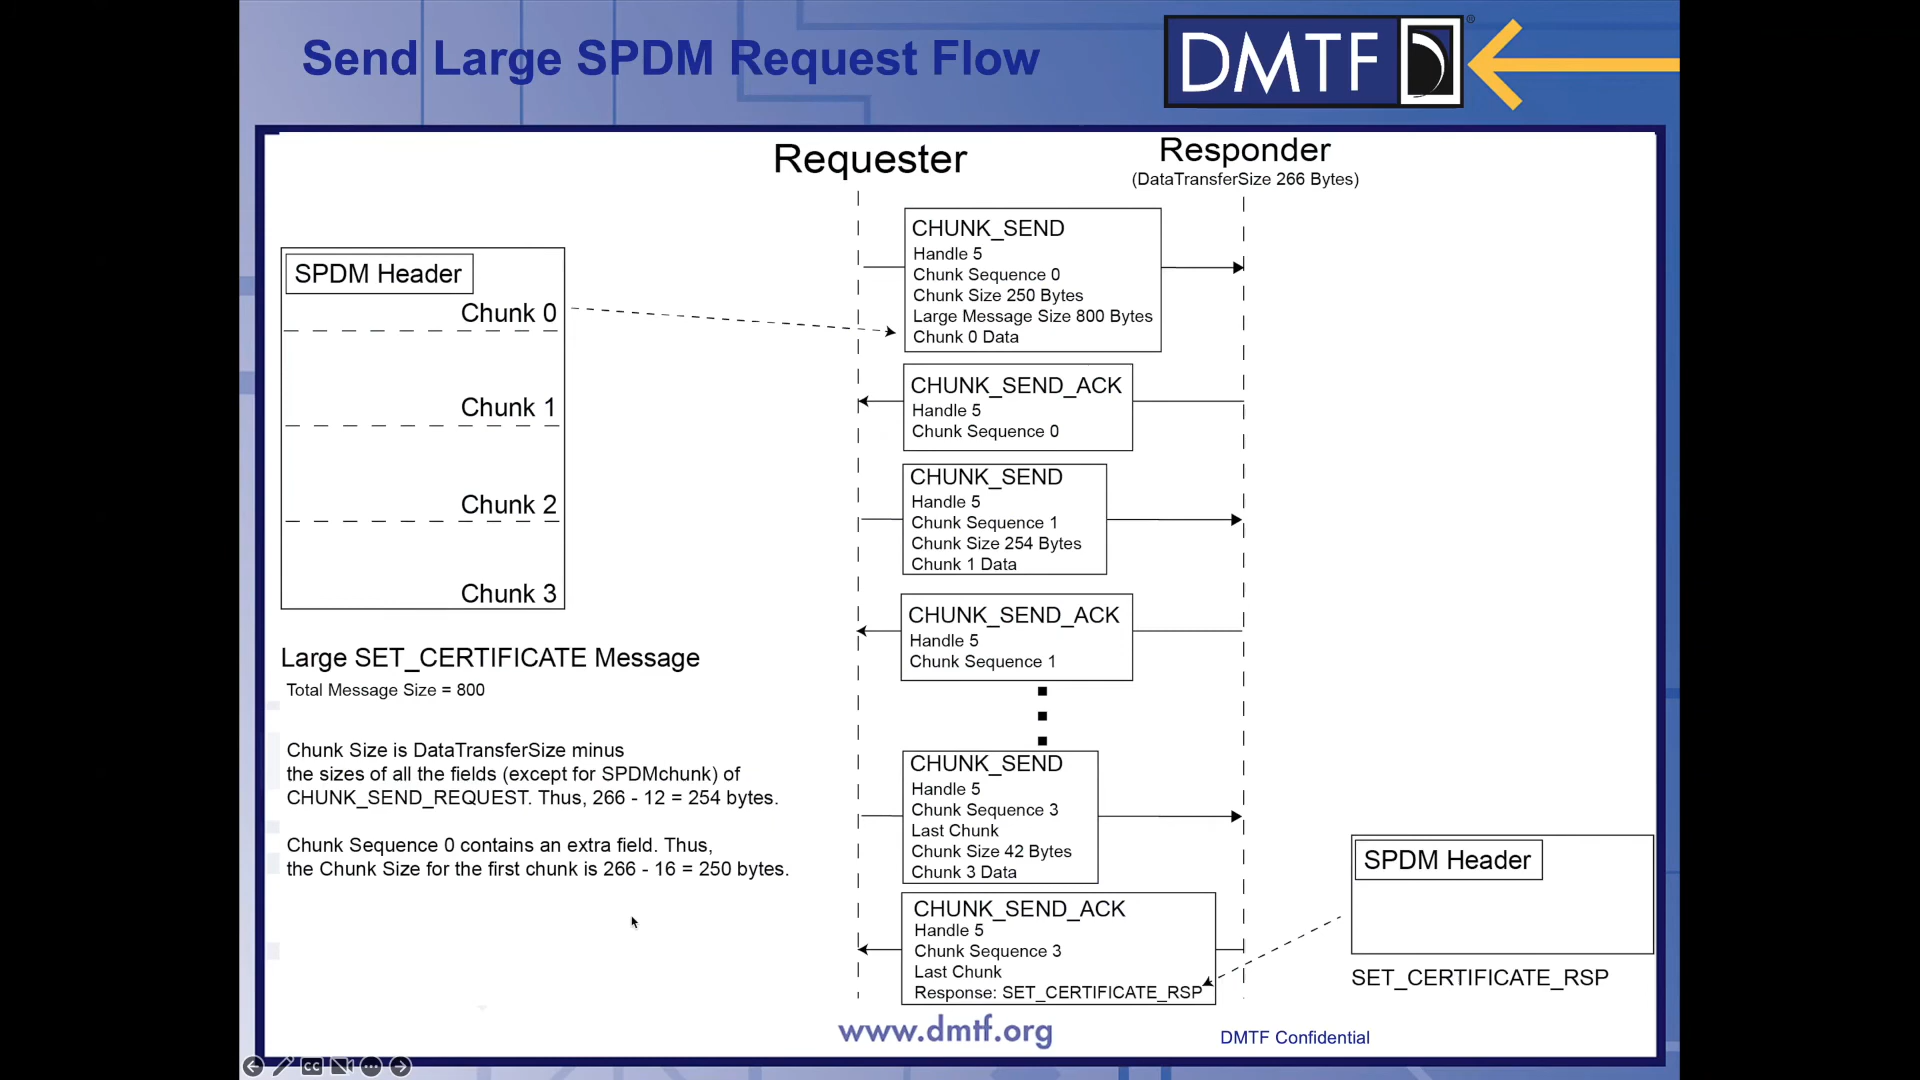 Send Large SPDM Request Flow
DMTF
®
Requester
Responder
(DataTransferSize 266 Bytes)
SPDM Header
Chunk 0
Chunk 1
Chunk 2
Chunk 3
Large SET_CERTIFICATE Message
Total Message Size = 800
Chunk Size is DataTransferSize minus
the sizes of all the fields (except for SPDMchunk) of
CHUNK_SEND_REQUEST. Thus, 266 - 12 = 254 bytes.
Chunk Sequence 0 contains an extra field. Thus,
the Chunk Size for the first chunk is 266 - 16 = 250 bytes.
CHUNK_SEND
Handle 5
Chunk Sequence 0
Chunk Size 250 Bytes
Large Message Size 800 Bytes
Chunk 0 Data
CHUNK_SEND_ACK
Handle 5
Chunk Sequence 0
CHUNK_SEND
Handle 5
Chunk Sequence 1
Chunk Size 254 Bytes
Chunk 1 Data
CHUNK_SEND_ACK
Handle 5
Chunk Sequence 1
CHUNK_SEND
Handle 5
Chunk Sequence 3
Last Chunk
Chunk Size 42 Bytes
Chunk 3 Data
CHUNK_SEND_ACK
Handle 5
Chunk Sequence 3
Last Chunk
Response: SET_CERTIFICATE_RSP
SPDM Header
SET_CERTIFICATE_RSP
www.dmtf.org
DMTF Confidential
CC